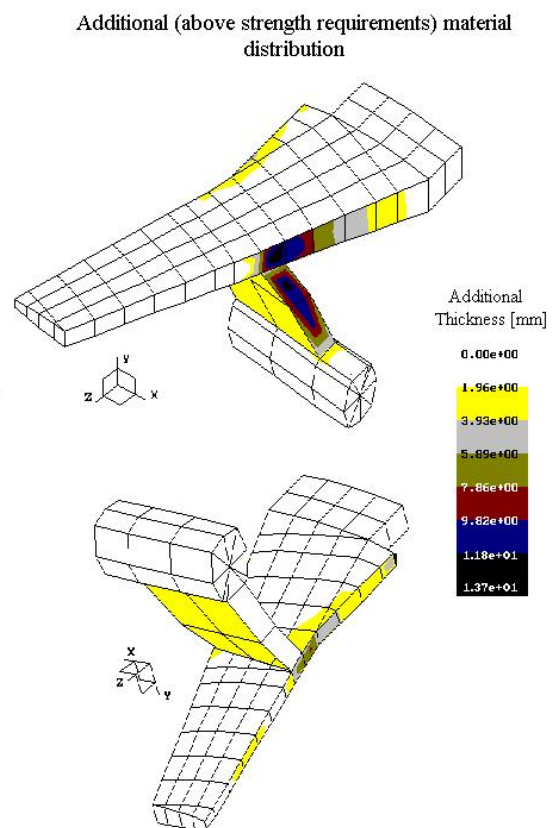 Additional (above strength requirements) material
distribution
Y
Z
X
Additional
Thickness [mm]
0.00e+00
1.96e+00
3.93e+00
5.89e+00
7.86e+00
9.82e+00
1.18e+01
1.37e+01
X
Z
Y